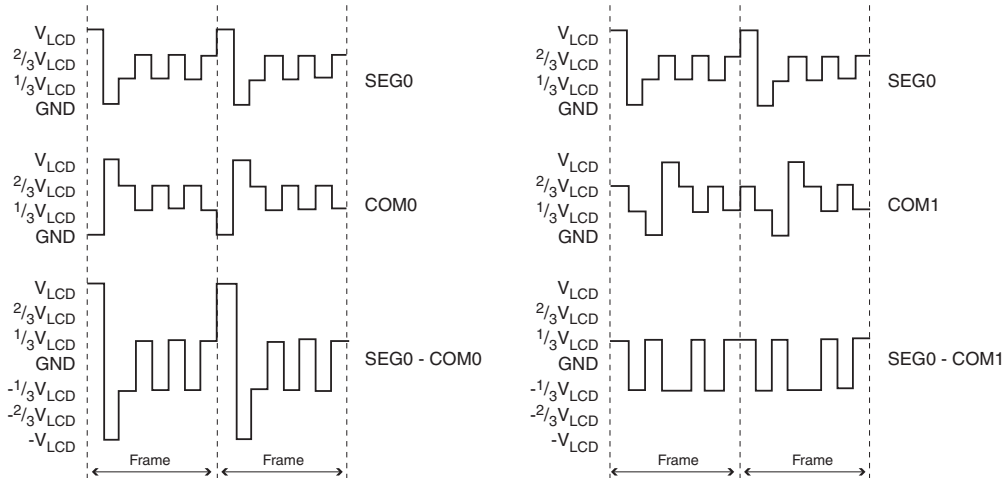 V_LCD
2/3V_LCD
1/3V_LCD
GND
SEG0
V_LCD
2/3V_LCD
1/3V_LCD
GND
COM0
V_LCD
2/3V_LCD
1/3V_LCD
GND
-1/3V_LCD
-2/3V_LCD
-V_LCD
SEG0 - COM0
Frame
Frame
V_LCD
2/3V_LCD
1/3V_LCD
GND
SEG0
V_LCD
2/3V_LCD
1/3V_LCD
GND
COM1
V_LCD
2/3V_LCD
1/3V_LCD
GND
-1/3V_LCD
-2/3V_LCD
-V_LCD
SEG0 - COM1
Frame
Frame